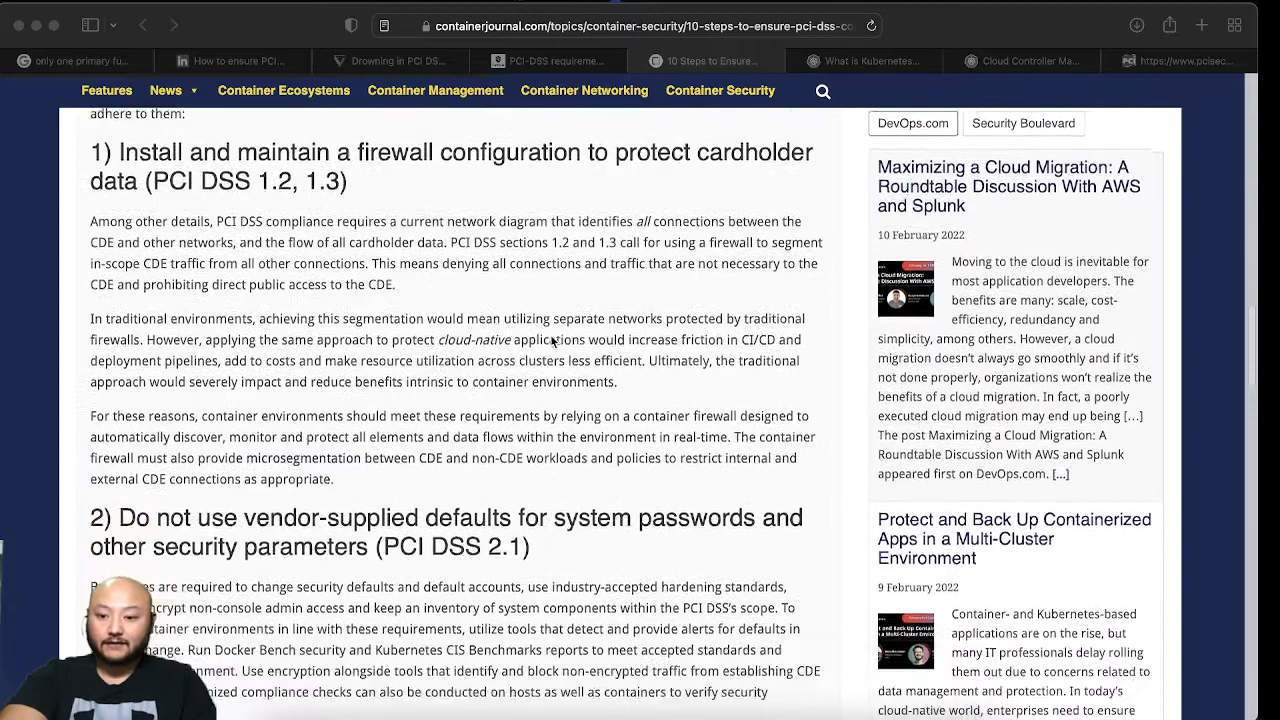 containerjournal.com/topics/container-security/10-steps-to-ensure-pci-dss-co
only one primary fu...
How to ensure PCI...
Drowning in PCI DS...
PCI-DSS requireme...
10 Steps to Ensure...
What is Kubernetes...
Cloud Controller Ma...
https://www.pcisec...
Features
News
Container Ecosystems
Container Management
Container Networking
Container Security
adhere to them:
1) Install and maintain a firewall configuration to protect cardholder
data (PCI DSS 1.2, 1.3)
Among other details, PCI DSS compliance requires a current network diagram that identifies all connections between the
CDE and other networks, and the flow of all cardholder data. PCI DSS sections 1.2 and 1.3 call for using a firewall to segment
in-scope CDE traffic from all other connections. This means denying all connections and traffic that are not necessary to the
CDE and prohibiting direct public access to the CDE.
In traditional environments, achieving this segmentation would mean utilizing separate networks protected by traditional
firewalls. However, applying the same approach to protect cloud-native applications would increase friction in CI/CD and
deployment pipelines, add to costs and make resource utilization across clusters less efficient. Ultimately, the traditional
approach would severely impact and reduce benefits intrinsic to container environments.
For these reasons, container environments should meet these requirements by relying on a container firewall designed to
automatically discover, monitor and protect all elements and data flows within the environment in real-time. The container
firewall must also provide microsegmentation between CDE and non-CDE workloads and policies to restrict internal and
external CDE connections as appropriate.
2) Do not use vendor-supplied defaults for system passwords and
other security parameters (PCI DSS 2.1)
are required to change security defaults and default accounts, use industry-accepted hardening standards,
encrypt non-console admin access and keep an inventory of system components within the PCI DSS's scope. To
environments in line with these requirements, utilize tools that detect and provide alerts for defaults in
Run Docker Bench security and Kubernetes CIS Benchmarks reports to meet accepted standards and
Use encryption alongside tools that identify and block non-encrypted traffic from establishing CDE
compliance checks can also be conducted on hosts as well as containers to verify security
DevOps.com
Security Boulevard
Maximizing a Cloud Migration: A
Roundtable Discussion With AWS
and Splunk
10 February 2022
Moving to the cloud is inevitable for
most application developers. The
benefits are many: scale, cost-
efficiency, redundancy and
simplicity, among others. However, a cloud
migration doesn't always go smoothly and if it's
not done properly, organizations won't realize the
benefits of a cloud migration. In fact, a poorly
executed cloud migration may end up being […]
The post Maximizing a Cloud Migration: A
Roundtable Discussion With AWS and Splunk
appeared first on DevOps.com. [...]
Protect and Back Up Containerized
Apps in a Multi-Cluster
Environment
9 February 2022
Container- and Kubernetes-based
applications are on the rise, but
many IT professionals delay rolling
them out due to concerns related to
data management and protection. In today's
cloud-native world, enterprises need to ensure